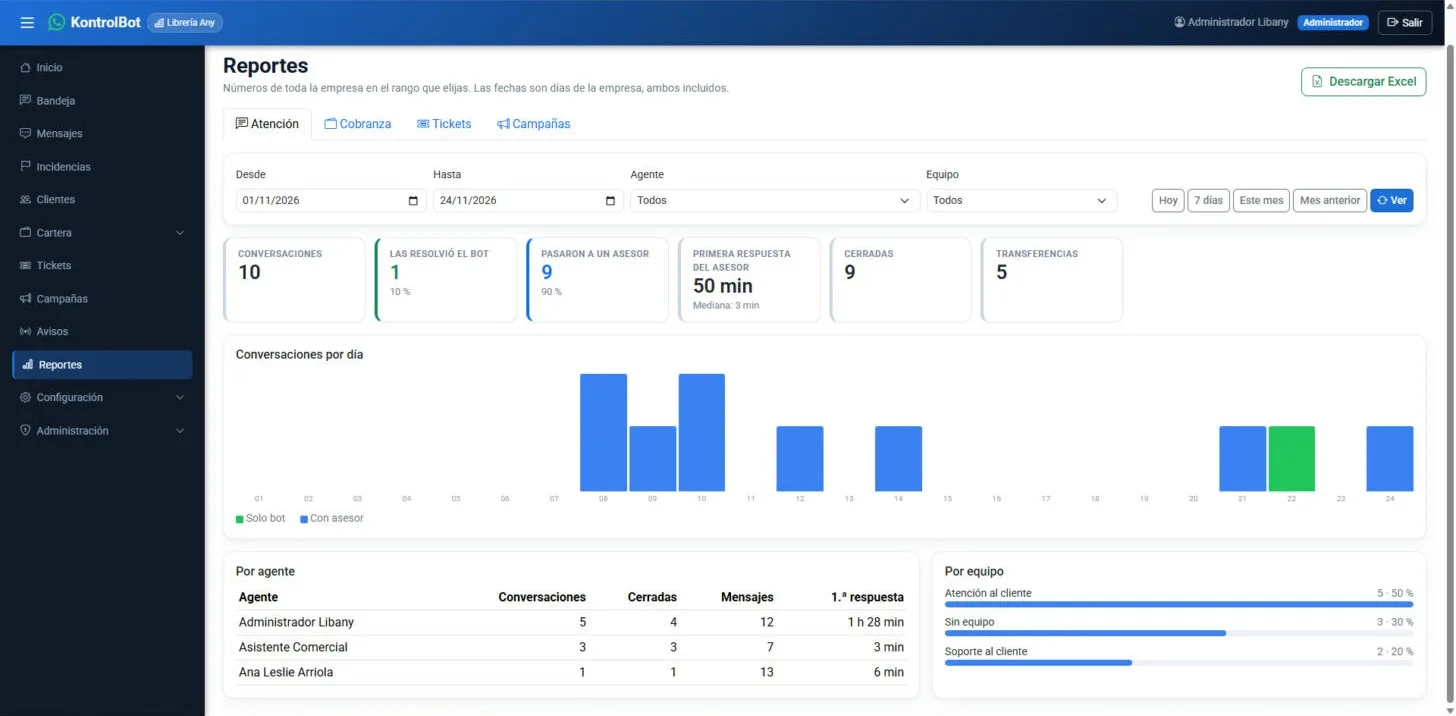 KontrolBot Librería Any Administrador Libany Administrador Salir
Inicio
Bandeja
Mensajes
Incidencias
Clientes
Cartera
Tickets
Campañas
Avisos
Reportes
Configuración
Administración
Reportes
Números de toda la empresa en el rango que elijas. Las fechas son días de la empresa, ambos incluidos.
Descargar Excel
Atención Cobranza Tickets Campañas
Desde Hasta Agente Equipo
01/11/2026 24/11/2026 Todos Todos Hoy 7 días Este mes Mes anterior Ver
CONVERSACIONES
10
LAS RESOLVIÓ EL BOT
1
10 %
PASARON A UN ASESOR
9
90 %
PRIMERA RESPUESTA
DEL ASESOR
50 min
Mediana: 3 min
CERRADAS
9
TRANSFERENCIAS
5
Conversaciones por día
01 02 03 04 05 06 07 08 09 10 11 12 13 14 15 16 17 18 19 20 21 22 23 24
Solo bot Con asesor
Por agente
Agente Conversaciones Cerradas Mensajes 1.ª respuesta
Administrador Libany 5 4 12 1 h 28 min
Asistente Comercial 3 3 7 3 min
Ana Leslie Arriola 1 1 13 6 min
Por equipo
Atención al cliente 5 · 50 %
Sin equipo 3 · 30 %
Soporte al cliente 2 · 20 %